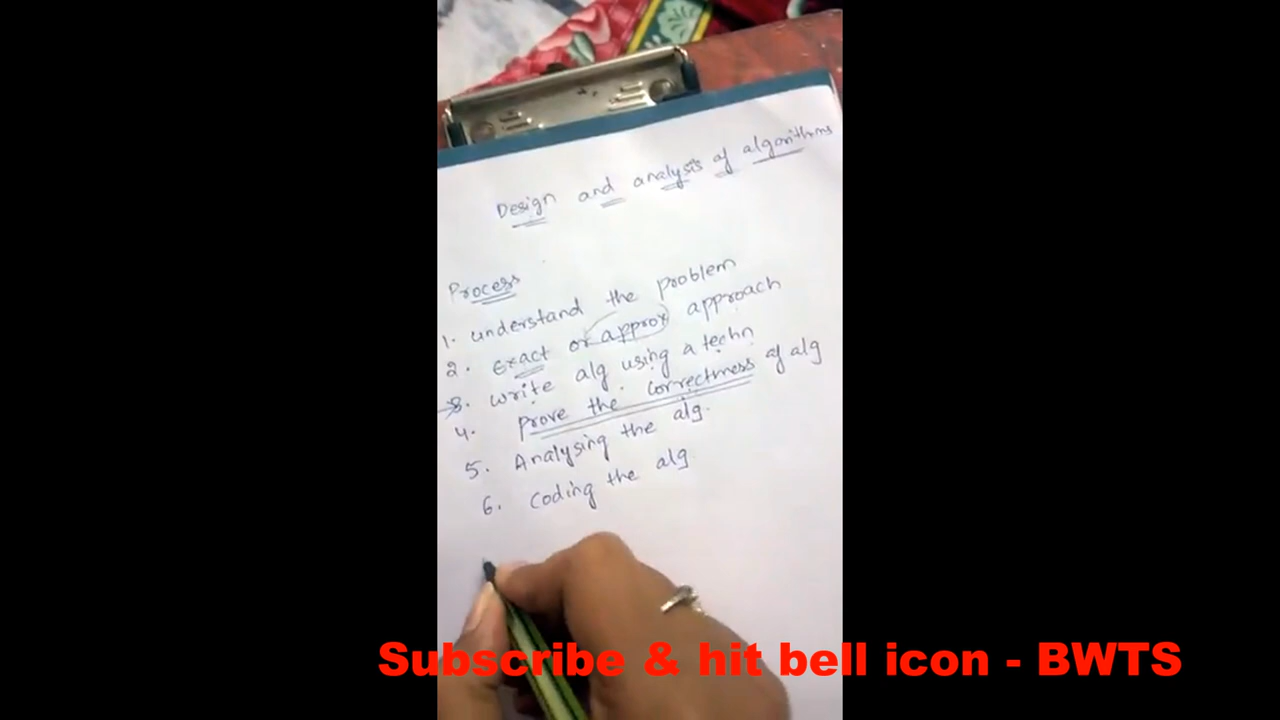 Design and analysis of algorithms
Process
1. understand the problem
2. exact or approx approach
3. write alg using a techn
4. prove the correctness of alg
5. Analysing the alg.
6. Coding the alg
Subscribe & hit bell icon - BWTS